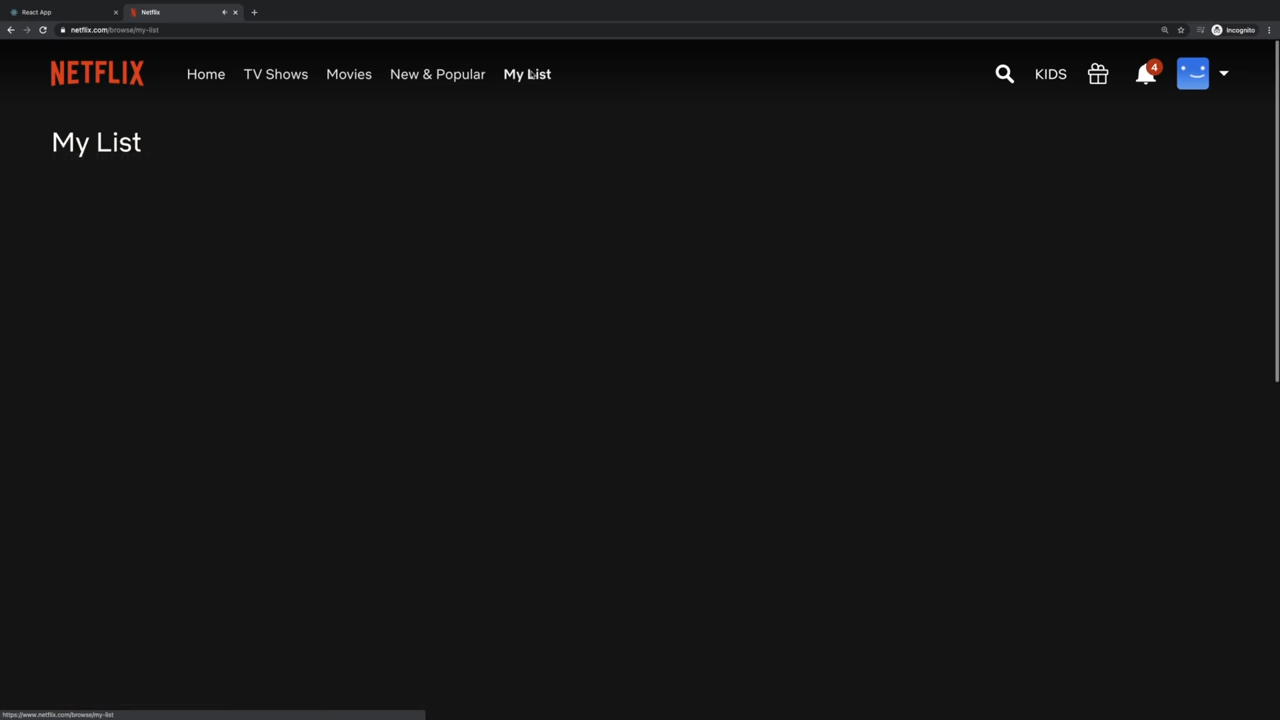 React App
Netflix
netflix.com/browse/my-list
Incognito
NETFLIX Home TV Shows Movies New & Popular My List KIDS 4
My List
https://www.netflix.com/browse/my-list